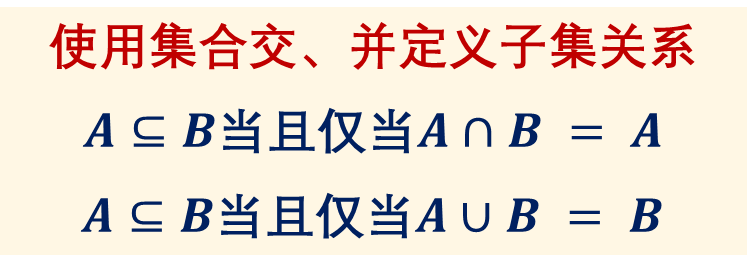 使用集合交、并定义子集关系
A ⊆ B当且仅当A ∩ B = A
A ⊆ B当且仅当A ∪ B = B